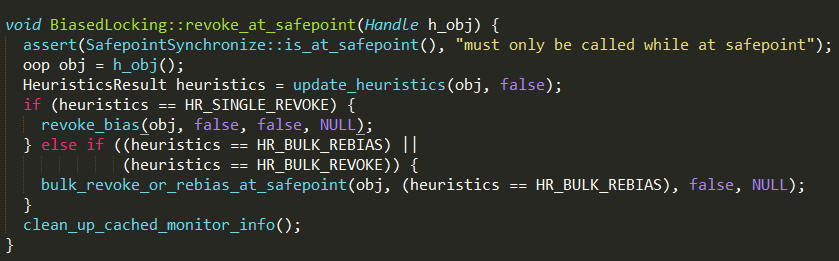 void BiasedLocking::revoke_at_safepoint(Handle h_obj) {
  assert(SafepointSynchronize::is_at_safepoint(), "must only be called while at safepoint");
  oop obj = h_obj();
  HeuristicsResult heuristics = update_heuristics(obj, false);
  if (heuristics == HR_SINGLE_REVOKE) {
    revoke_bias(obj, false, false, NULL);
  } else if ((heuristics == HR_BULK_REBIAS) ||
             (heuristics == HR_BULK_REVOKE)) {
    bulk_revoke_or_rebias_at_safepoint(obj, (heuristics == HR_BULK_REBIAS), false, NULL);
  }
  clean_up_cached_monitor_info();
}